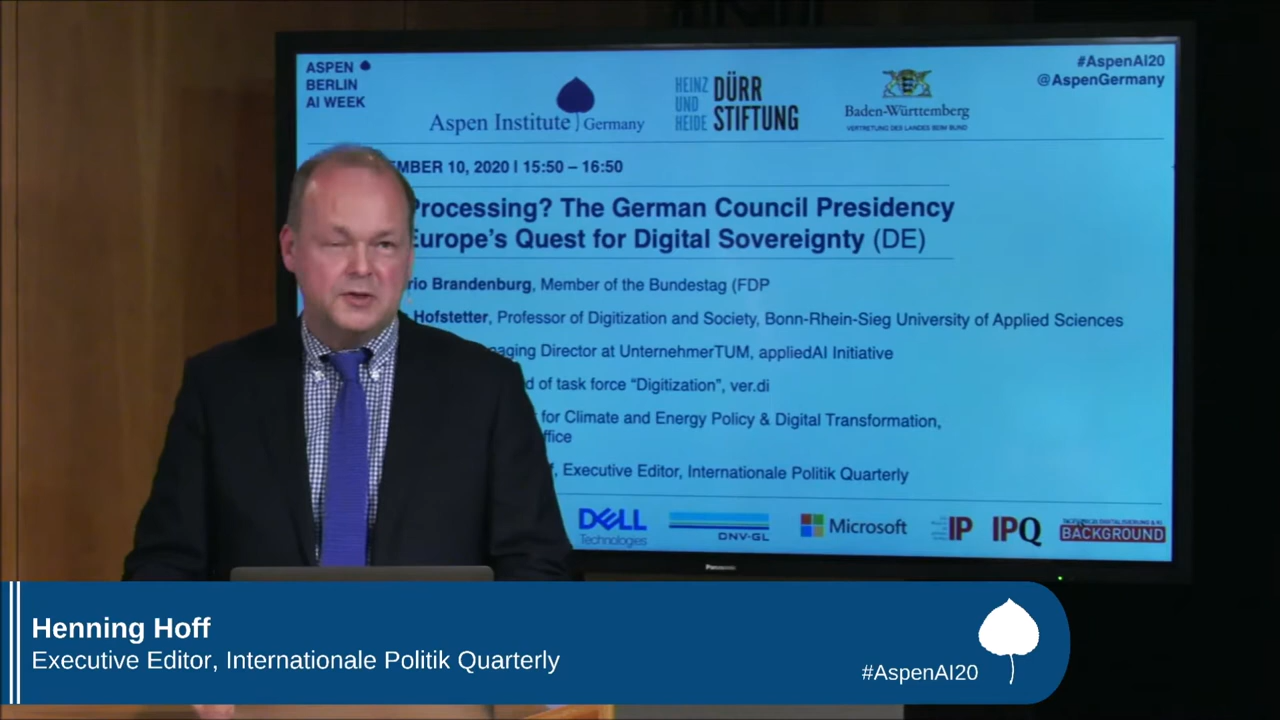 ASPEN
BERLIN
AI WEEK
Aspen Institute Germany
HEINZ
UND
HEIDE
DÜRR
STIFTUNG
Baden-Württemberg
VERTRETUNG DES LANDES BEIM BUND
#AspenAI20
@AspenGermany
MBER 10, 2020 I 15:50 – 16:50
Processing? The German Council Presidency
Europe's Quest for Digital Sovereignty (DE)
rio Brandenburg, Member of the Bundestag (FDP
Hofstetter, Professor of Digitization and Society, Bonn-Rhein-Sieg University of Applied Sciences
naging Director at UnternehmerTUM, appliedAI Initiative
d of task force “Digitization”, ver.di
for Climate and Energy Policy & Digital Transformation,
ffice
f, Executive Editor, Internationale Politik Quarterly
DELL
Technologies
DNV·GL
Microsoft
IP
IPQ
BACKGROUND
Panasonic
Henning Hoff
Executive Editor, Internationale Politik Quarterly
#AspenAI20